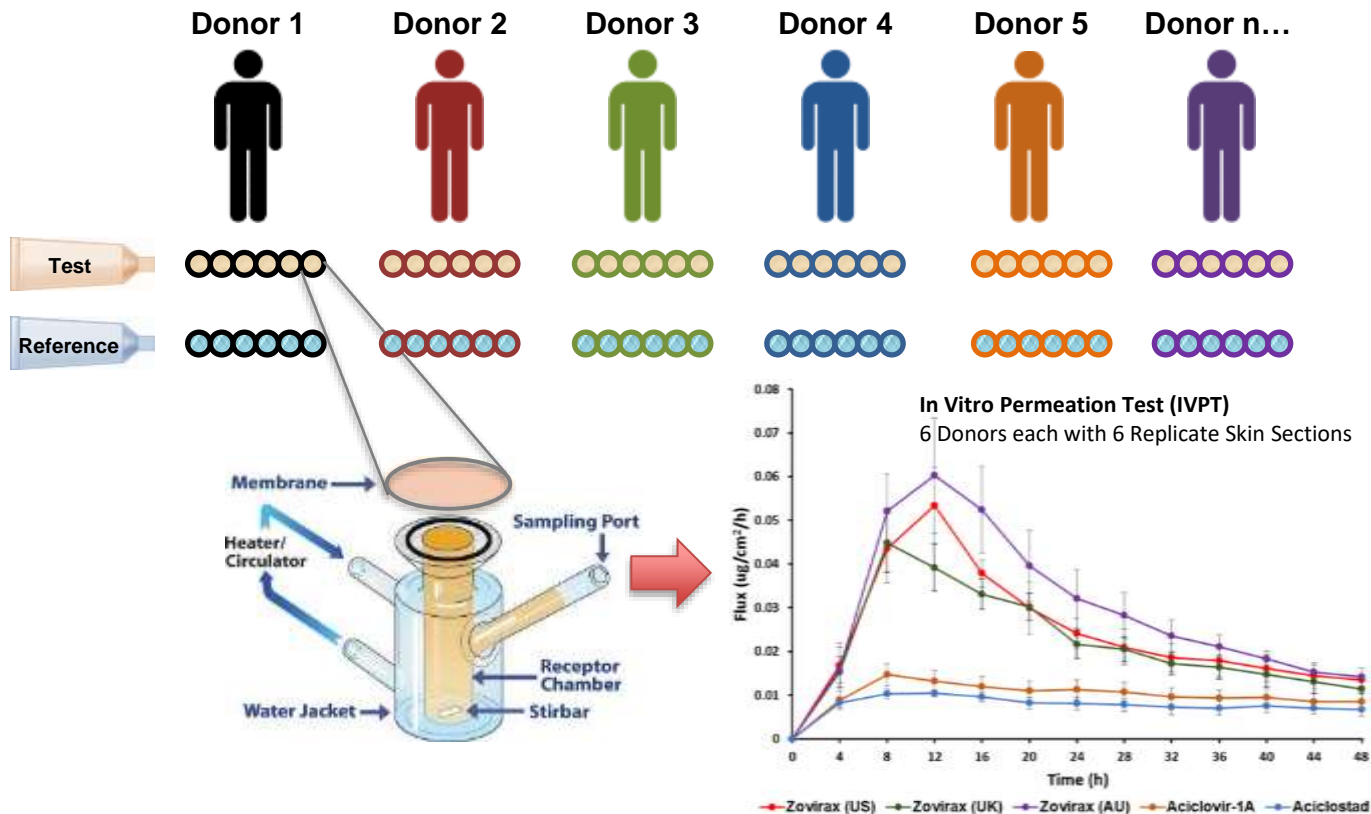 Donor 1 Donor 2 Donor 3 Donor 4 Donor 5 Donor n...
Test
Reference
Membrane
Heater/
Circulator
Sampling Port
Receptor
Chamber
Water Jacket
Stirbar
In Vitro Permeation Test (IVPT)
6 Donors each with 6 Replicate Skin Sections
Flux (ug/cm²/h)
0.08
0.07
0.06
0.05
0.04
0.03
0.02
0.01
0
0 4 8 12 16 20 24 28 32 36 40 44 48
Time (h)
Zovirax (US) Zovirax (UK) Zovirax (AU) Aciclovir-1A Aciclostad